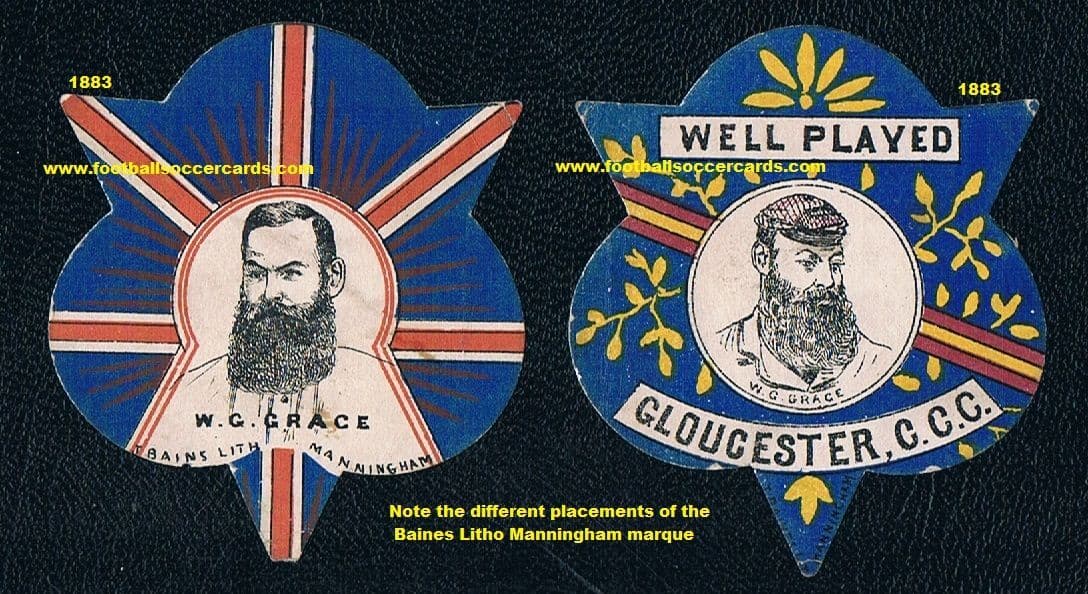 1883
www.footballsoccercards.com
W.G. GRACE
BAINS LITH MANNINGHAM
1883
WELL PLAYED
www.footballsoccercards.com
W. G. GRACE
GLOUCESTER, C.C.C.
MANNINGHAM
Note the different placements of the
Baines Litho Manningham marque